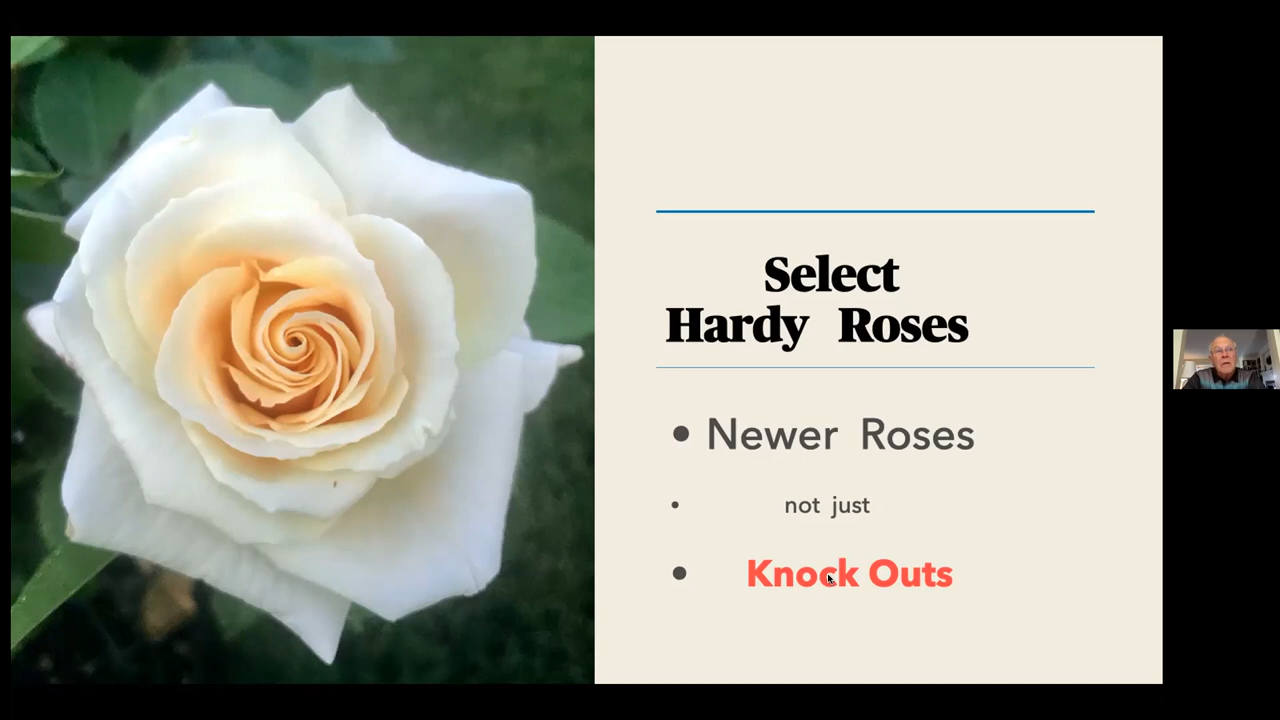 Select
Hardy Roses
• Newer Roses
• not just
• Knock Outs